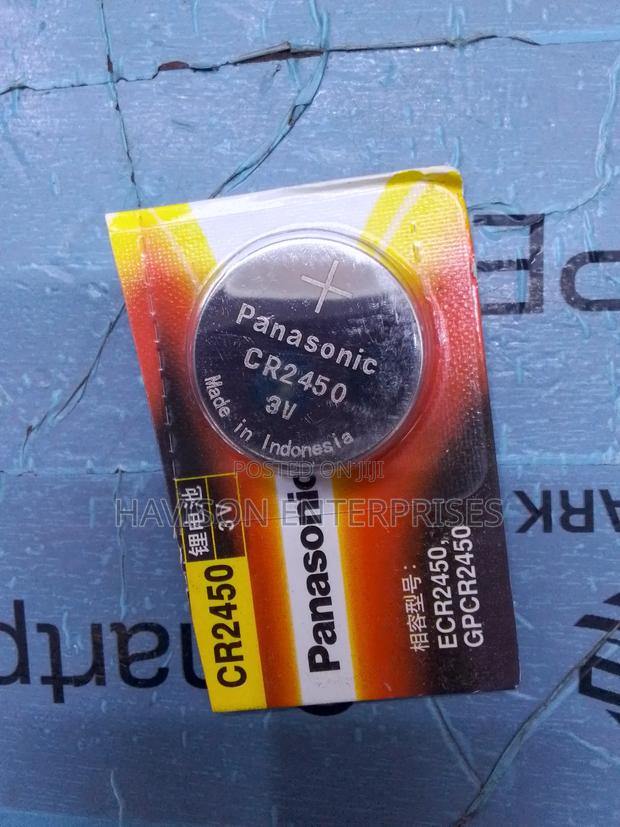 Panasonic
CR2450
3V
Made in Indonesia
POSTED ON JIJI
HAVISON ENTERPRISES
CR2450
锂电池
3V
Panasonic
相容型号：
ECR2450,
GPCR2450